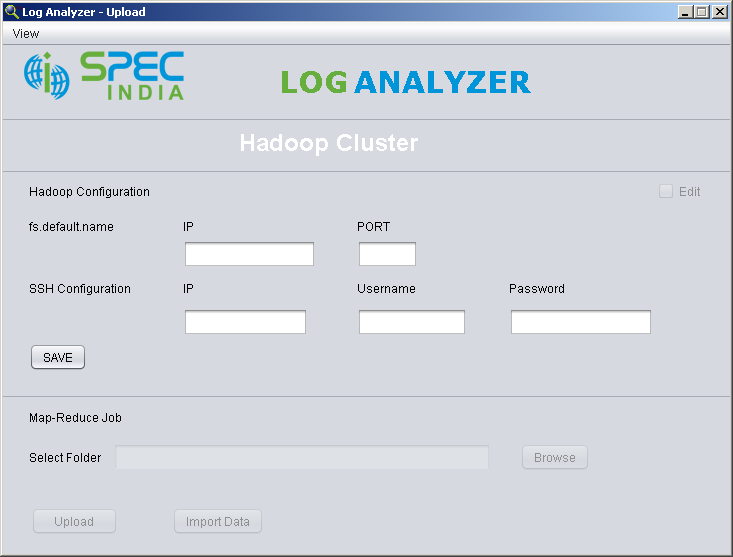 Log Analyzer - Upload
View
SPEC
INDIA
LOG ANALYZER
Hadoop Cluster
Hadoop Configuration
Edit
fs.default.name IP PORT
SSH Configuration IP Username Password
SAVE
Map-Reduce Job
Select Folder Browse
Upload Import Data